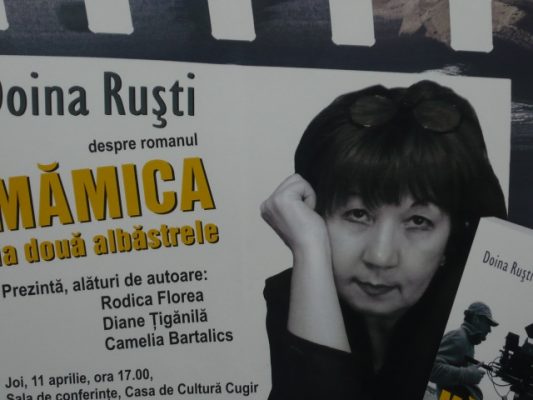 Doina Ruşti
despre romanul
MĂMICA
la două albăstrele
Prezintă, alături de autoare:
Rodica Florea
Diane Ţigănilă
Camelia Bartalics
Joi, 11 aprilie, ora 17.00,
Sala de conferinţe, Casa de Cultură Cugir
Doina Ruşti